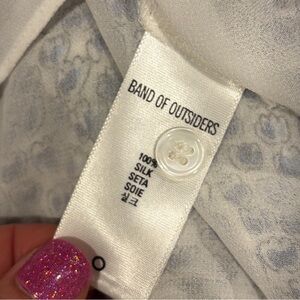 BAND OF OUTSIDERS
100%
SILK
SETA
SOIE
실크
O